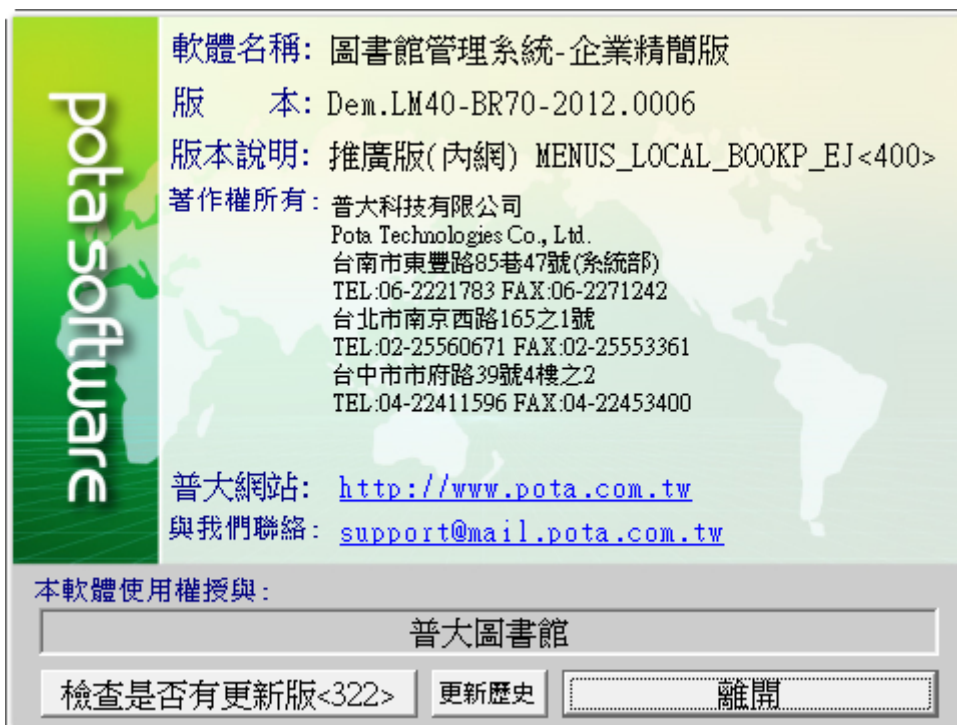 pota software
軟體名稱: 圖書館管理系統-企業精簡版
版　　本: Dem.LM40-BR70-2012.0006
版本說明: 推廣版(內網) MENUS_LOCAL_BOOKP_EJ<400>
著作權所有: 普大科技有限公司
Pota Technologies Co., Ltd.
台南市東豐路85巷47號(系統部)
TEL:06-2221783 FAX:06-2271242
台北市南京西路165之1號
TEL:02-25560671 FAX:02-25553361
台中市市府路39號4樓之2
TEL:04-22411596 FAX:04-22453400
普大網站: http://www.pota.com.tw
與我們聯絡: support@mail.pota.com.tw
本軟體使用權授與:
普大圖書館
檢查是否有更新版<322> 更新歷史 離開